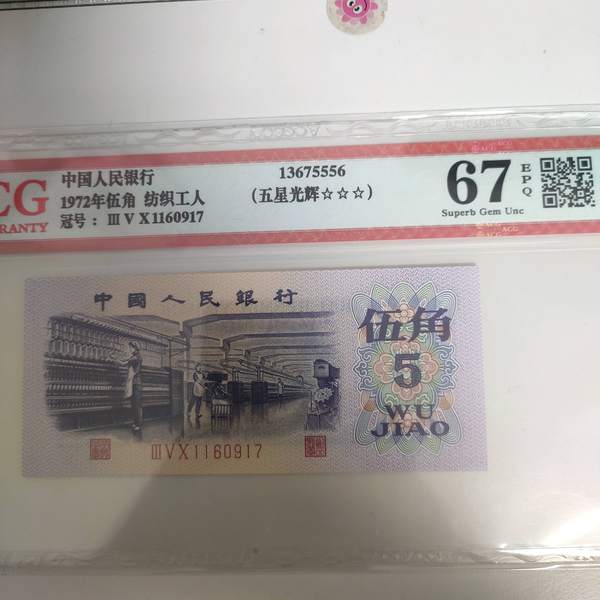 CG
RRANTY
中国人民银行
1972年伍角 纺织工人
冠号：ⅢⅤⅩ1160917
13675556
(五星光辉☆☆☆)
67
EPQ
Superb Gem Unc
ACG
中國人民銀行
伍角
5
WU
JIAO
ⅢⅤⅩ1160917